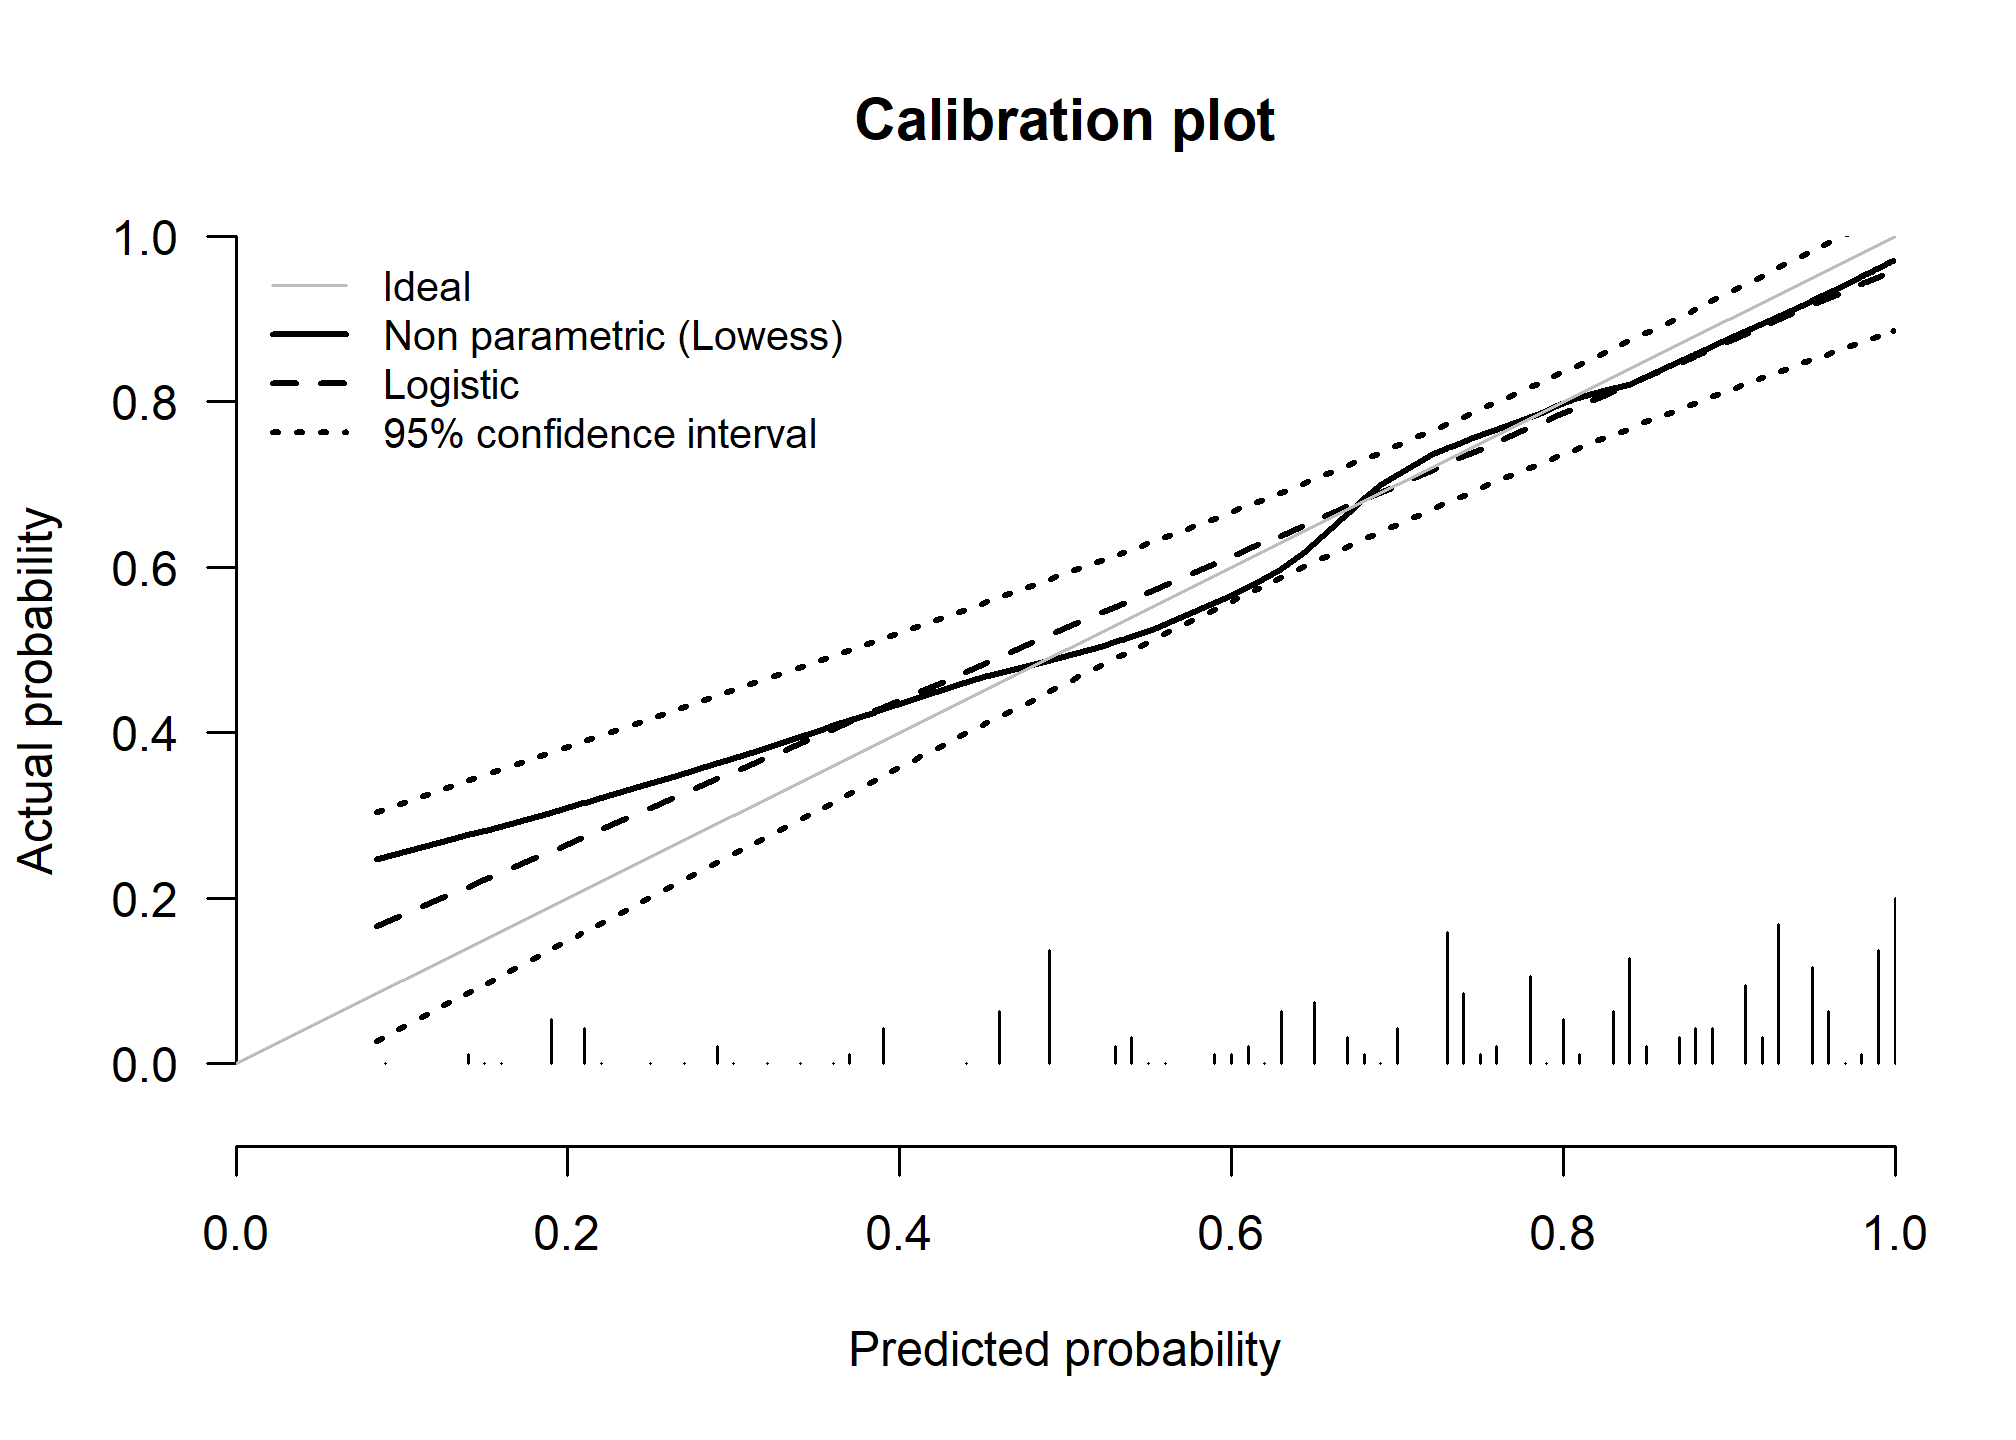 Calibration plot
1.0
0.8
0.6
0.4
0.2
0.0
Actual probability
Ideal
Non parametric (Lowess)
Logistic
95% confidence interval
0.0 0.2 0.4 0.6 0.8 1.0
Predicted probability